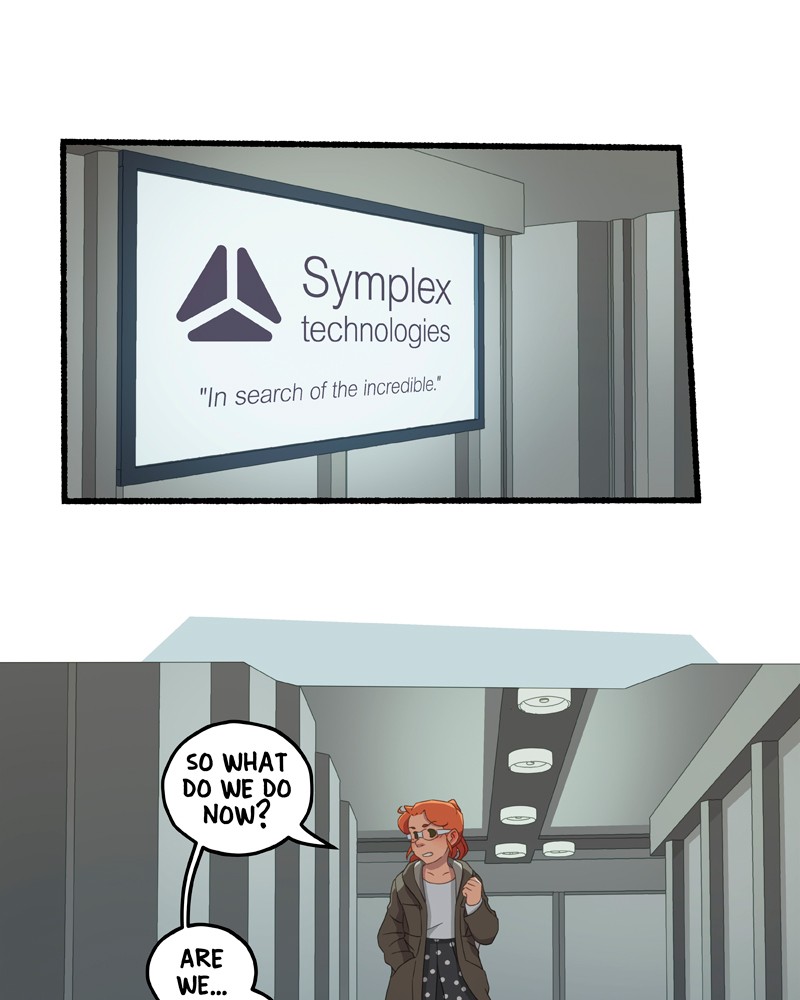 Symplex
technologies
"In search of the incredible."
SO WHAT
DO WE DO
NOW?
ARE
WE...